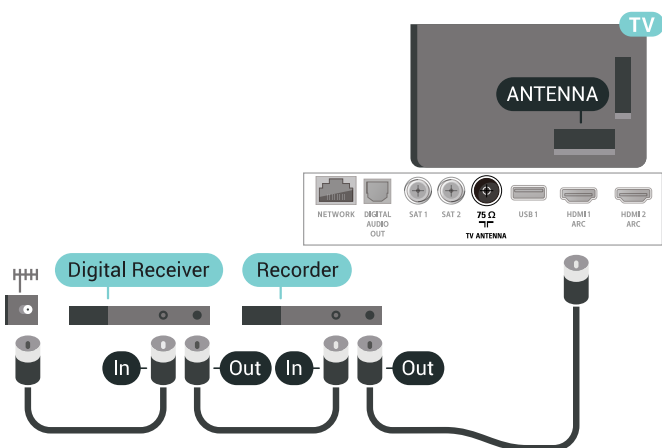 TV
ANTENNA
NETWORK
DIGITAL
AUDIO
OUT
SAT 1
SAT 2
75 Ω
TV ANTENNA
USB 1
HDMI 1
ARC
HDMI 2
ARC
Digital Receiver
Recorder
In
Out
In
Out